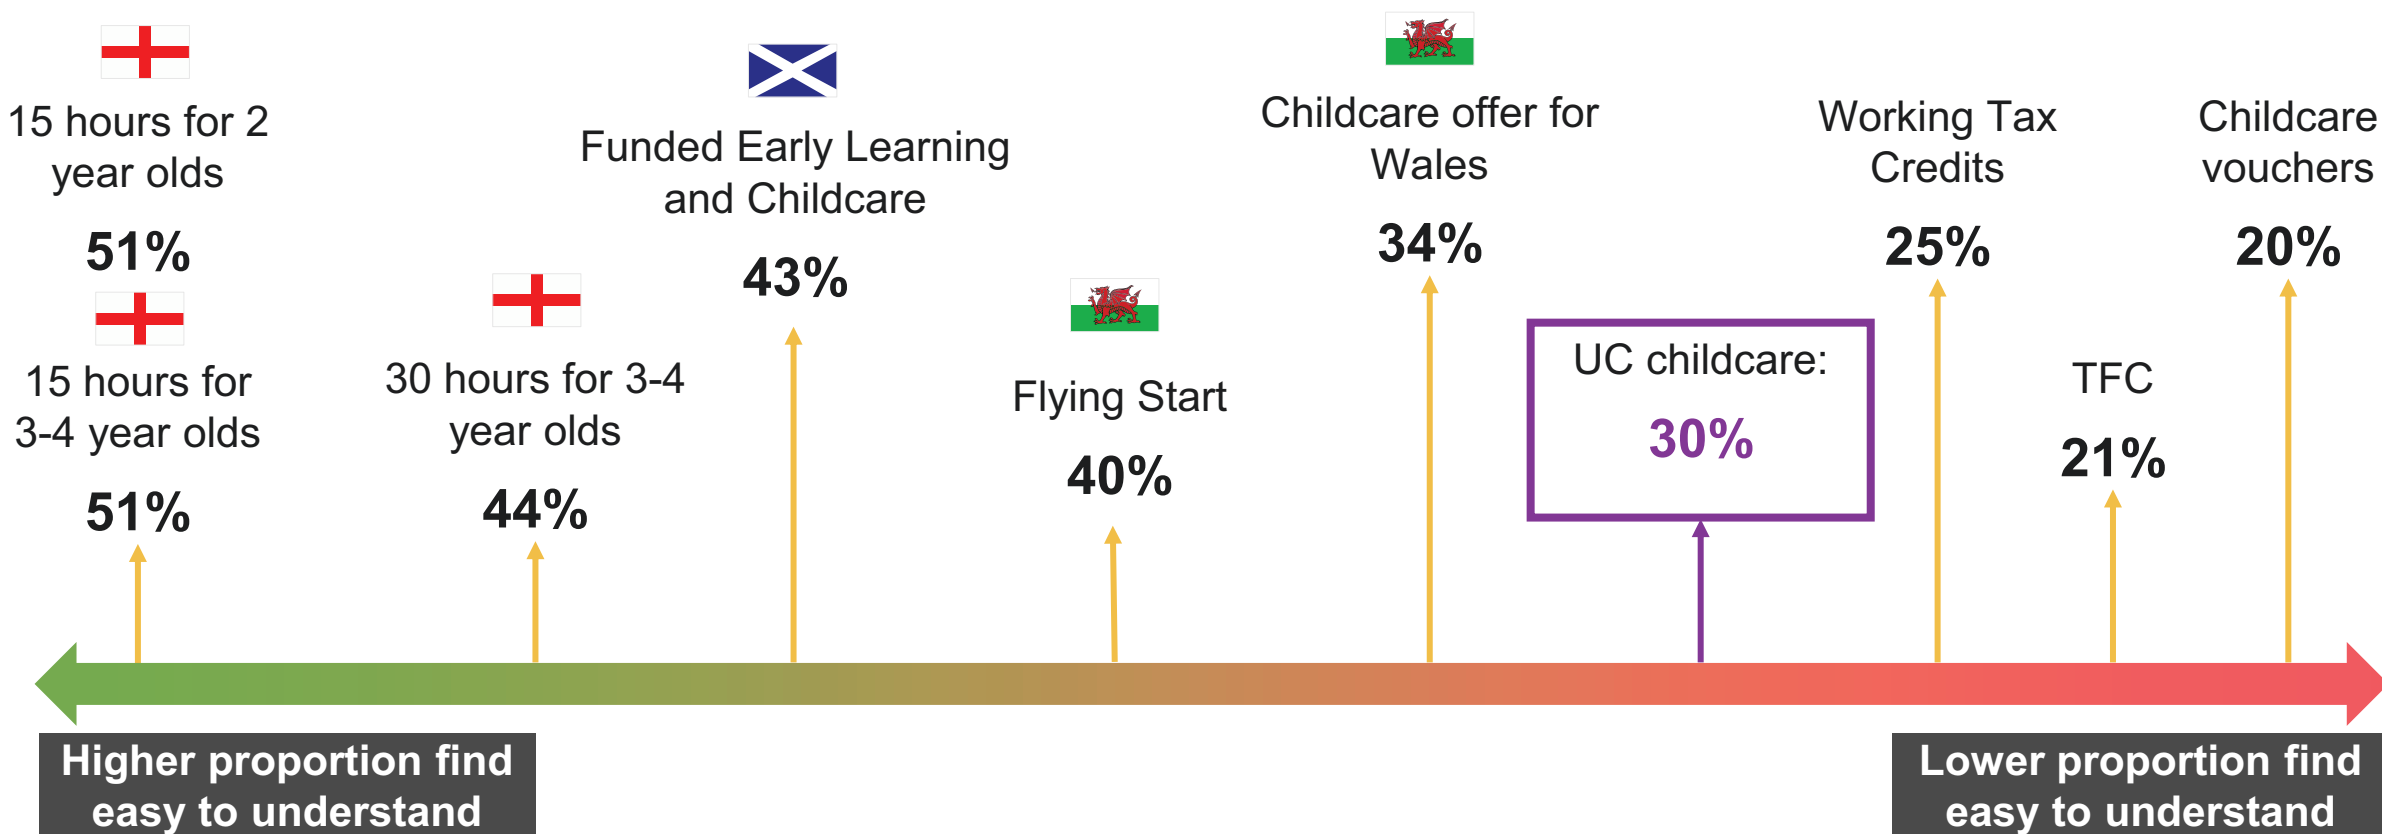 15 hours for 2
year olds
51%
15 hours for
3-4 year olds
51%
30 hours for 3-4
year olds
44%
Funded Early Learning
and Childcare
43%
Flying Start
40%
Childcare offer for
Wales
34%
UC childcare:
30%
Working Tax
Credits
25%
TFC
21%
Childcare
vouchers
20%
Higher proportion find
easy to understand
Lower proportion find
easy to understand